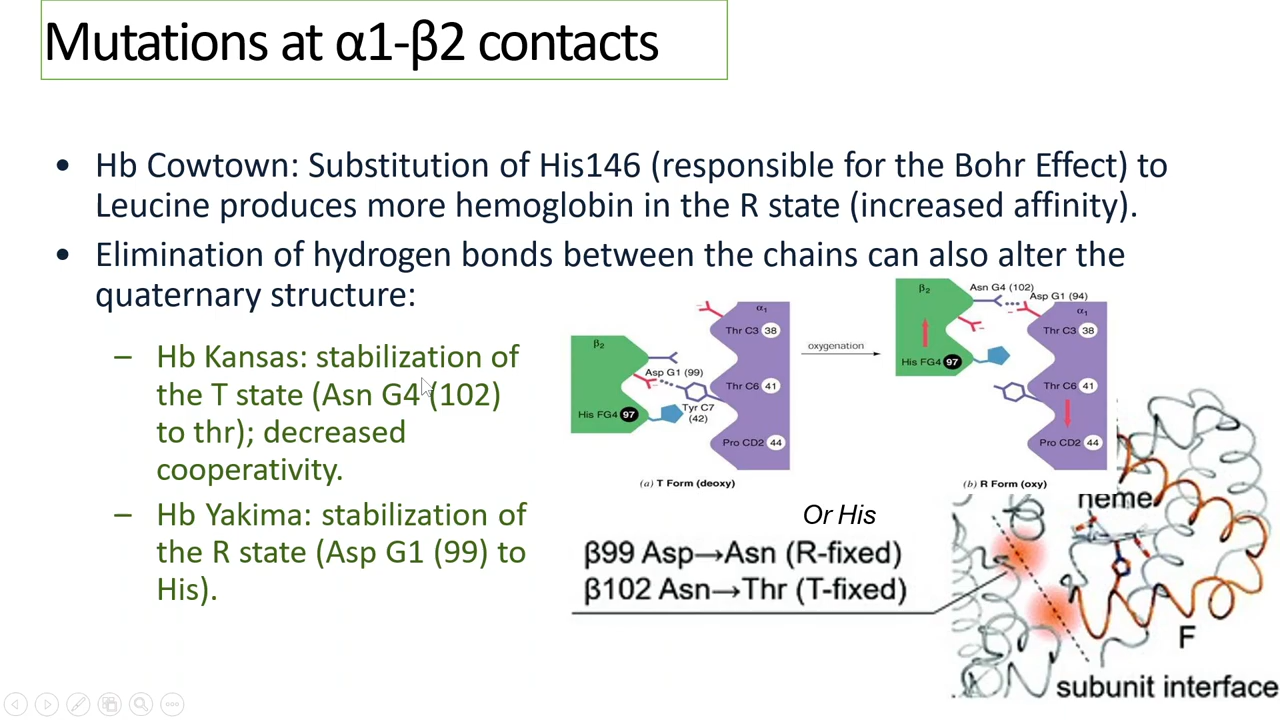 Mutations at α1-β2 contacts
• Hb Cowtown: Substitution of His146 (responsible for the Bohr Effect) to
Leucine produces more hemoglobin in the R state (increased affinity).
• Elimination of hydrogen bonds between the chains can also alter the
quaternary structure:
– Hb Kansas: stabilization of
the T state (Asn G4 (102)
to thr); decreased
cooperativity.
– Hb Yakima: stabilization of
the R state (Asp G1 (99) to
His).
β2
α1
Thr C3 38
Asp G1 (99)
Thr C6 41
His FG4 97
Tyr C7
(42)
Pro CD2 44
(a) T Form (deoxy)
oxygenation
β2
Asn G4 (102)
Asp G1 (94)
α1
Thr C3 38
His FG4 97
Thr C6 41
Pro CD2 44
(b) R Form (oxy)
Or His
β99 Asp→Asn (R-fixed)
β102 Asn→Thr (T-fixed)
heme
F
subunit interface